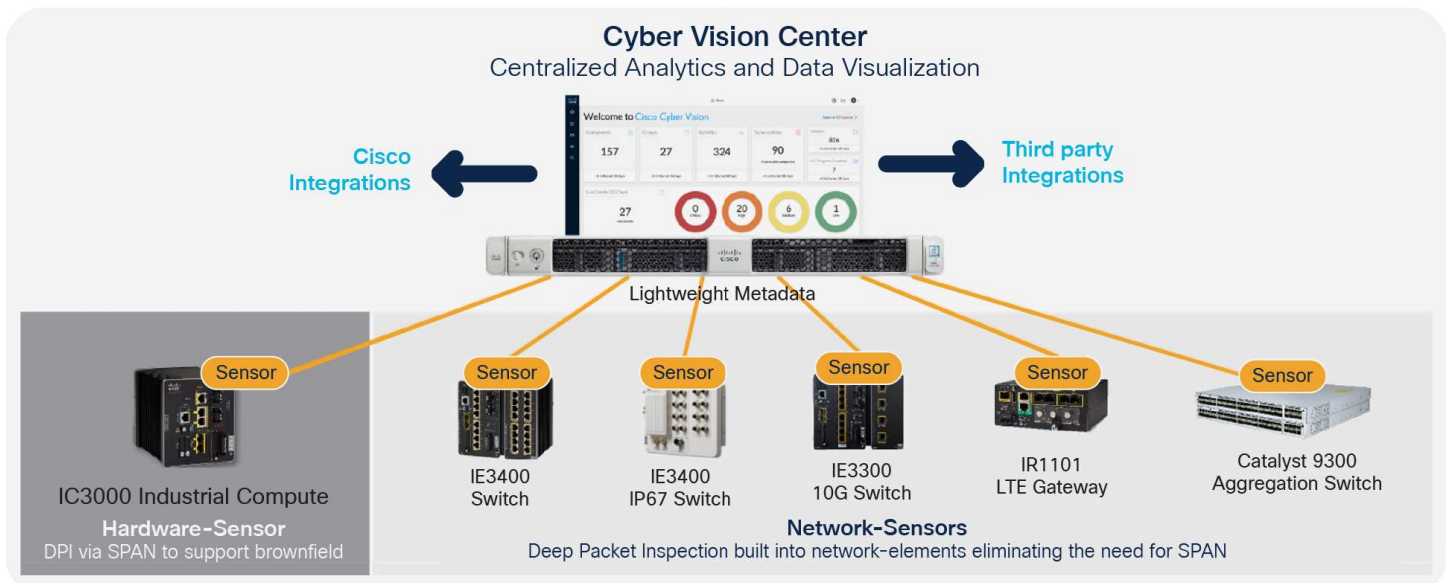 Cyber Vision Center
Centralized Analytics and Data Visualization
Cisco
Integrations
Third party
Integrations
Welcome to Cisco Cyber Vision
157
27
324
90
826
7
27
0
20
6
1
CISCO
Lightweight Metadata
Sensor
Sensor
Sensor
Sensor
Sensor
Sensor
IC3000 Industrial Compute
Hardware-Sensor
DPI via SPAN to support brownfield
IE3400
Switch
IE3400
IP67 Switch
IE3300
10G Switch
IR1101
LTE Gateway
Catalyst 9300
Aggregation Switch
Network-Sensors
Deep Packet Inspection built into network-elements eliminating the need for SPAN